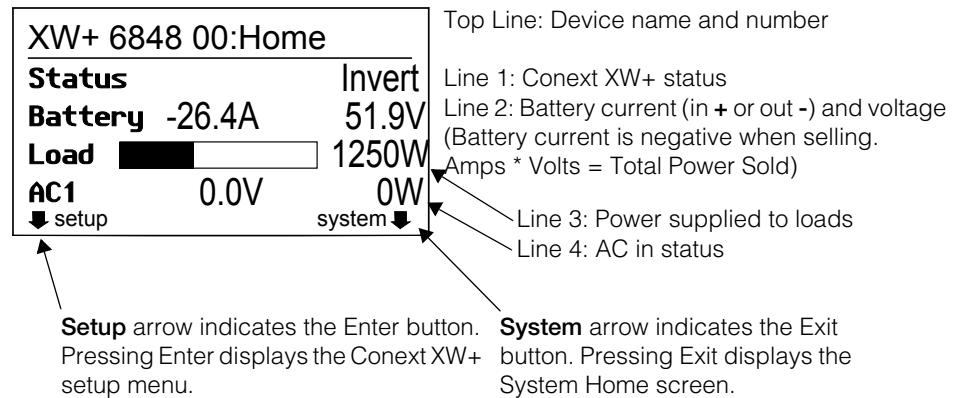 XW+ 6848 00:Home
Status Invert
Battery -26.4A 51.9V
Load 1250W
AC1 0.0V 0W
setup system
Top Line: Device name and number
Line 1: Conext XW+ status
Line 2: Battery current (in + or out -) and voltage
(Battery current is negative when selling.
Amps * Volts = Total Power Sold)
Line 3: Power supplied to loads
Line 4: AC in status
Setup arrow indicates the Enter button.
Pressing Enter displays the Conext XW+
setup menu.
System arrow indicates the Exit
button. Pressing Exit displays the
System Home screen.